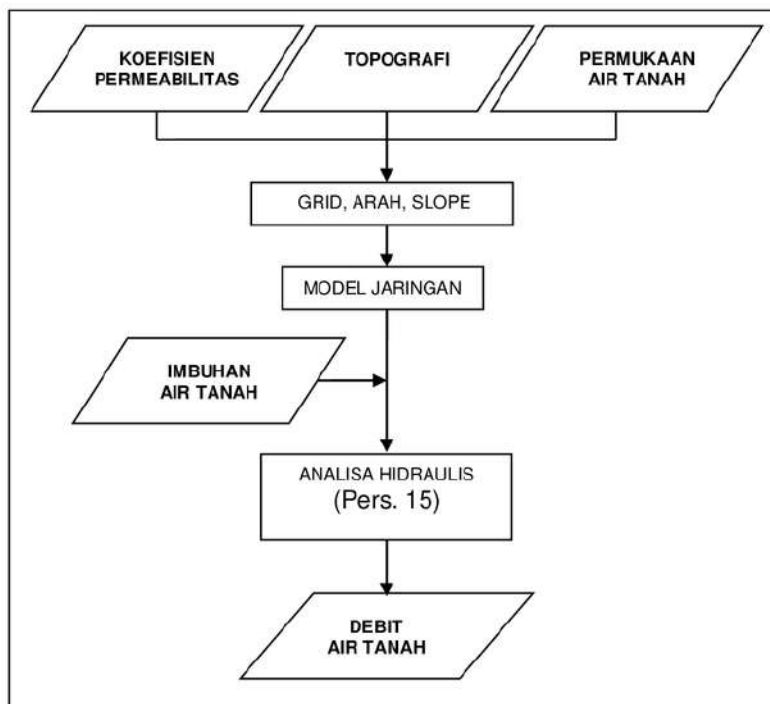 KOEFISIEN
PERMEABILITAS
TOPOGRAFI
PERMUKAAN
AIR TANAH
GRID, ARAH, SLOPE
MODEL JARINGAN
IMBUHAN
AIR TANAH
ANALISA HIDRAULIS
(Pers. 15)
DEBIT
AIR TANAH